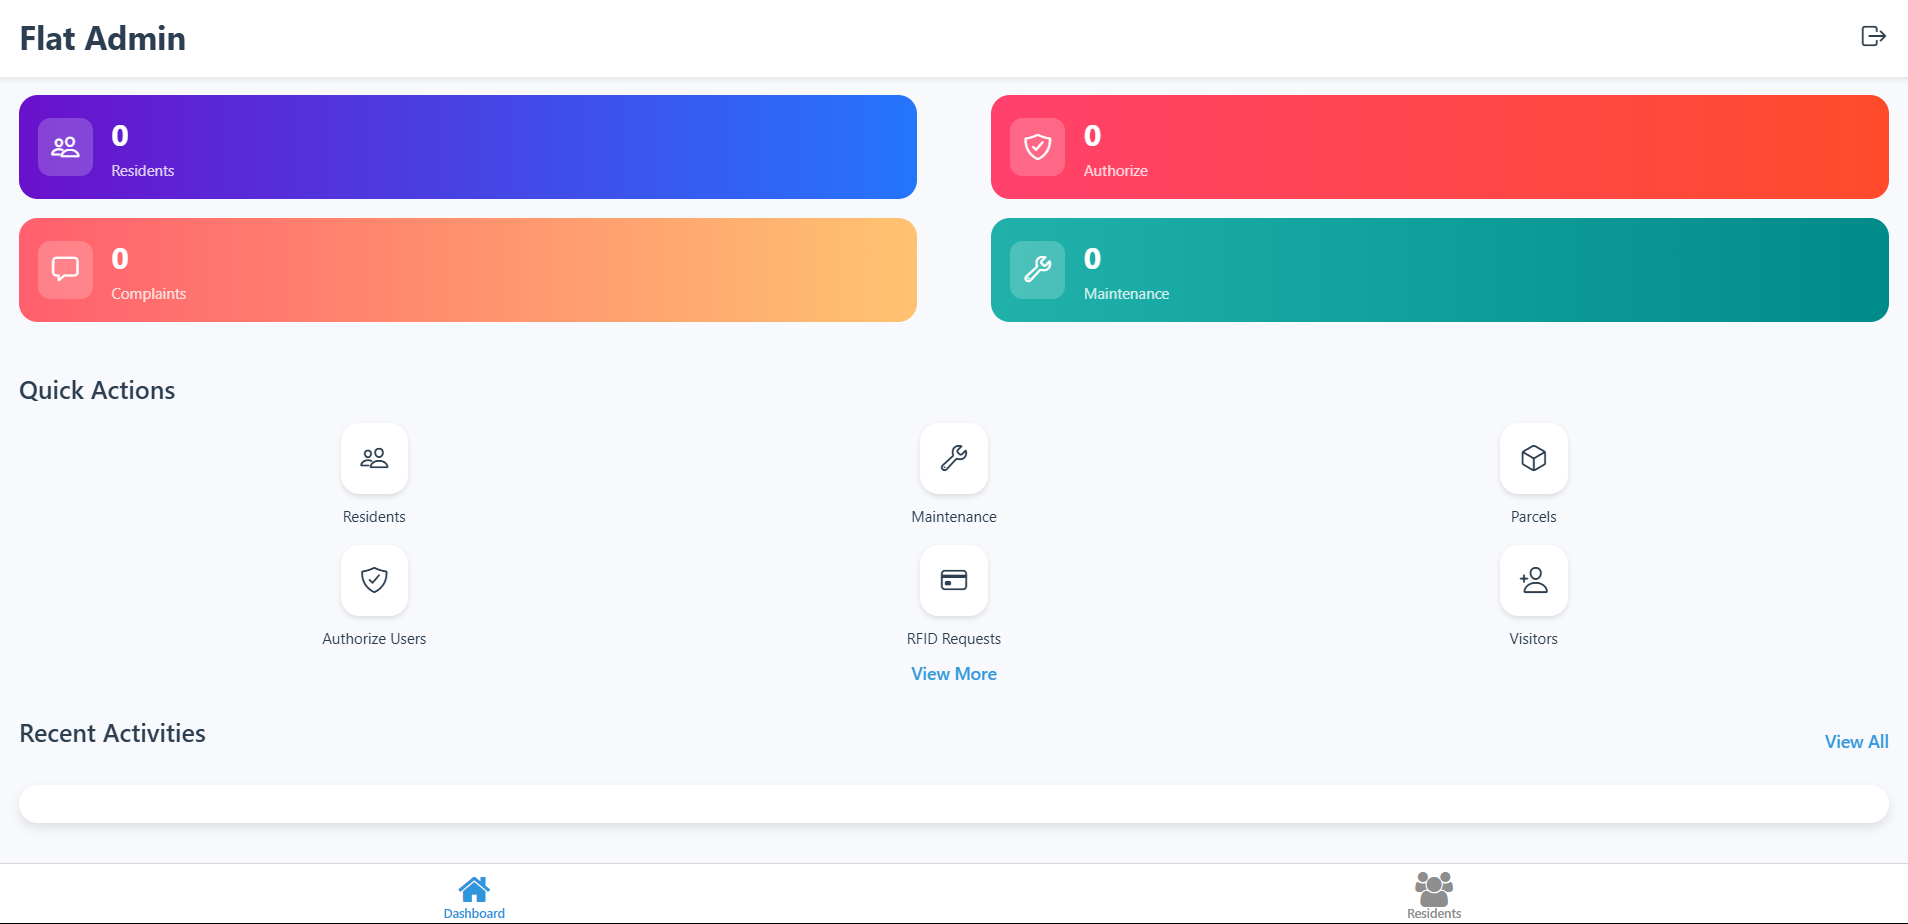 Flat Admin
0
Residents
0
Authorize
0
Complaints
0
Maintenance
Quick Actions
Residents
Maintenance
Parcels
Authorize Users
RFID Requests
Visitors
View More
Recent Activities
View All
Dashboard
Residents